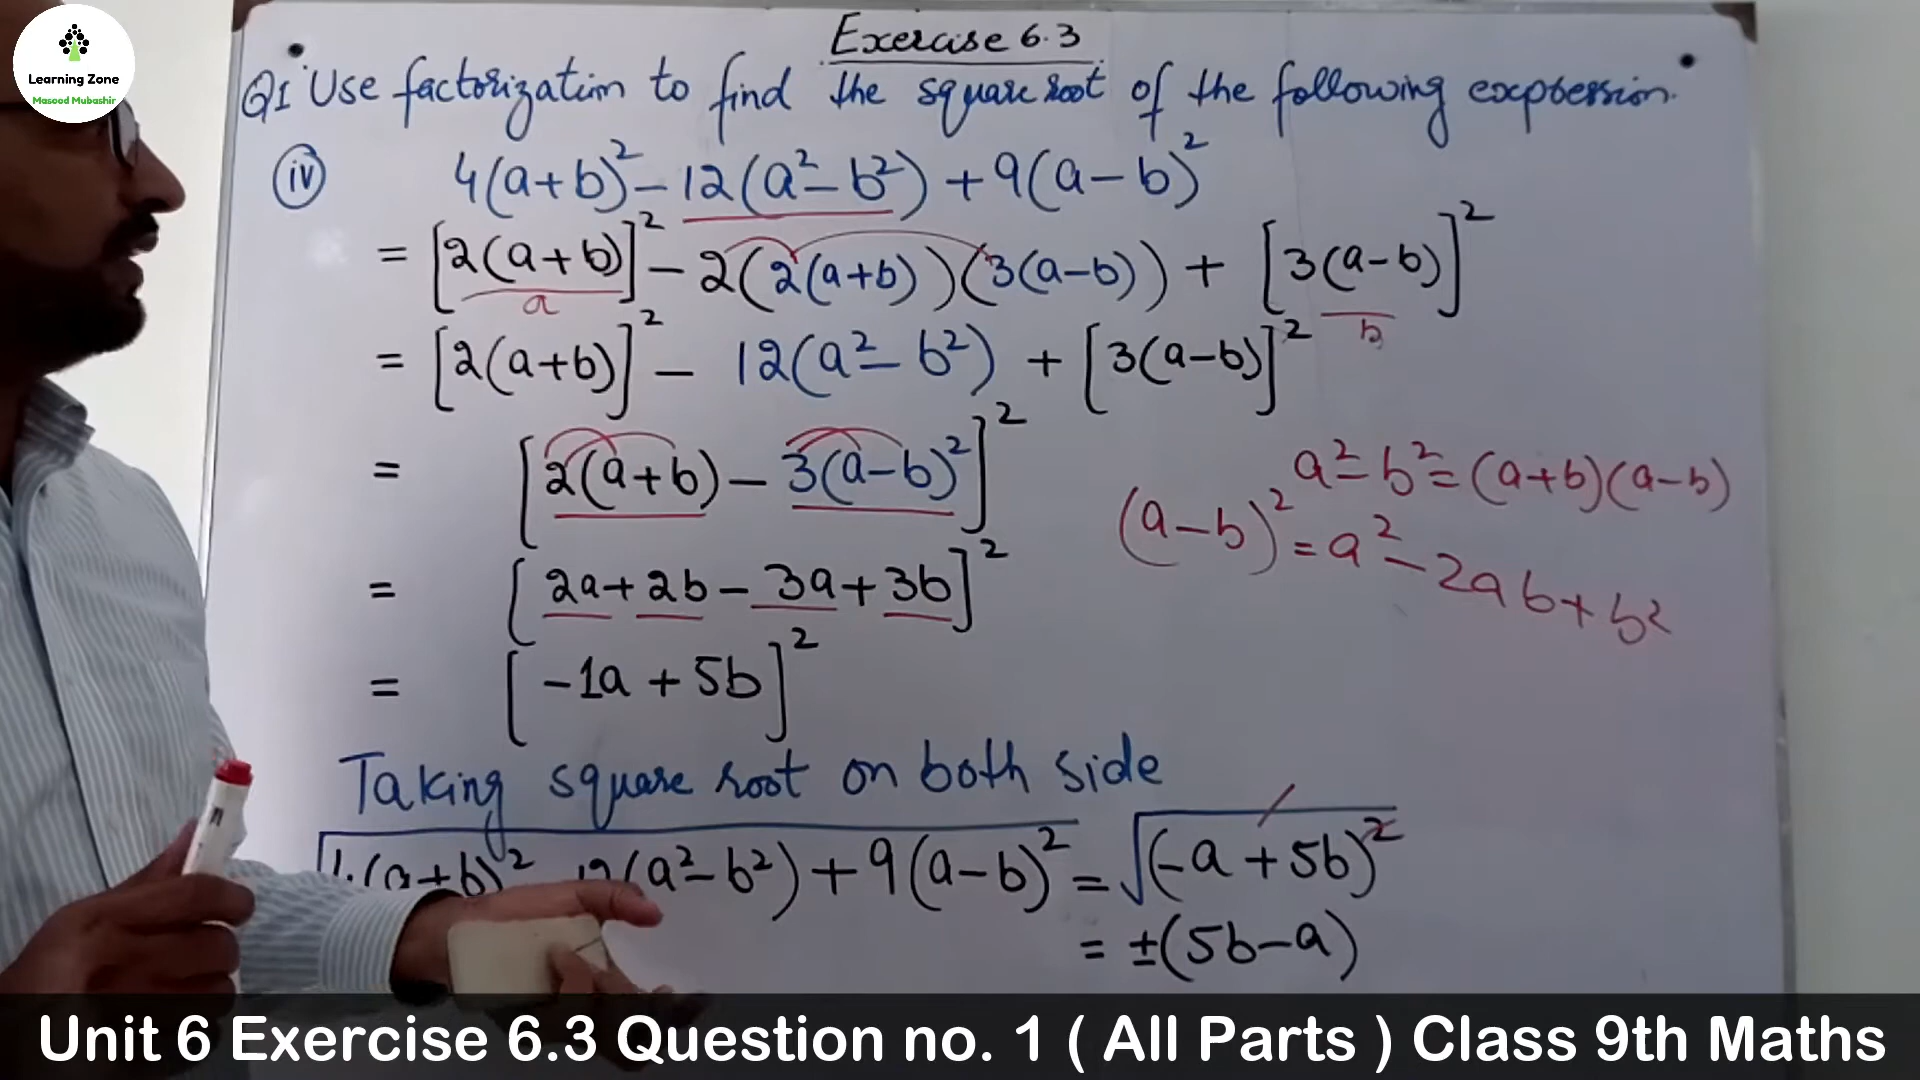 Learning Zone
Masood Mubashir
Exercise 6.3
Q1 Use factorization to find the square root of the following expression.
iv 4(a+b)² - 12(a² - b²) + 9(a - b)²
= [2(a+b)]² - 2(2(a+b))(3(a-b)) + [3(a-b)]²
a
b
= [2(a+b)]² - 12(a² - b²) + [3(a-b)]²
= [2(a+b) - 3(a-b)²]²
a² - b² = (a+b)(a-b)
(a-b)² = a² - 2ab + b²
= [2a + 2b - 3a + 3b]²
= [-1a + 5b]²
Taking square root on both side
√4(a+b)² 12(a² - b²) + 9(a-b)² = √(-a + 5b)²
= ±(5b - a)
Unit 6 Exercise 6.3 Question no. 1 ( All Parts ) Class 9th Maths